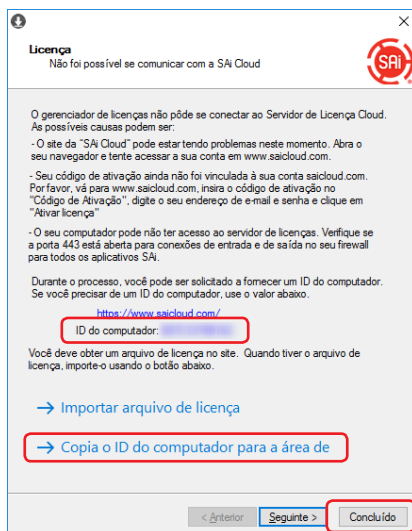 Licença
Não foi possível se comunicar com a SAi Cloud
SAi
O gerenciador de licenças não pôde se conectar ao Servidor de Licença Cloud.
As possíveis causas podem ser:
- O site da "SAi Cloud" pode estar tendo problemas neste momento. Abra o
seu navegador e tente acessar a sua conta em www.saicloud.com.
- Seu código de ativação ainda não foi vinculada à sua conta saicloud.com.
Por favor, vá para www.saicloud.com, insira o código de ativação no
"Código de Ativação", digite o seu endereço de e-mail e senha e clique em
"Ativar licença"
- O seu computador pode não ter acesso ao servidor de licenças. Verifique se
a porta 443 está aberta para conexões de entrada e de saída no seu firewall
para todos os aplicativos SAi.
Durante o processo, você pode ser solicitado a fornecer um ID do computador.
Se você precisar de um ID do computador, use o valor abaixo.
https://www.saicloud.com/
ID do computador:
Você deve obter um arquivo de licença no site. Quando tiver o arquivo de
licença, importe-o usando o botão abaixo.
→ Importar arquivo de licença
→ Copia o ID do computador para a área de
< Anterior Seguinte > Concluído